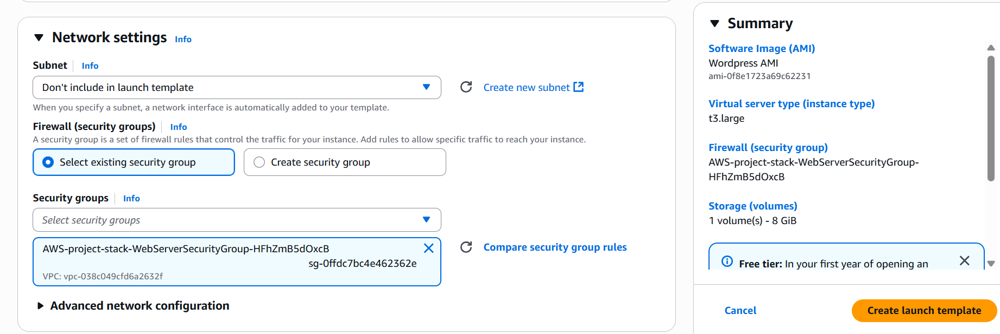 Network settings Info
Subnet Info
Don't include in launch template
Create new subnet
When you specify a subnet, a network interface is automatically added to your template.
Firewall (security groups) Info
A security group is a set of firewall rules that control the traffic for your instance. Add rules to allow specific traffic to reach your instance.
Select existing security group
Create security group
Security groups Info
Select security groups
AWS-project-stack-WebServerSecurityGroup-HFhZmB5dOxcB
sg-0ffdc7bc4e462362e
VPC: vpc-038c049cfd6a2632f
Compare security group rules
Advanced network configuration
Summary
Software Image (AMI)
Wordpress AMI
ami-0f8e1723a69c62231
Virtual server type (instance type)
t3.large
Firewall (security group)
AWS-project-stack-WebServerSecurityGroup-
HFhZmB5dOxcB
Storage (volumes)
1 volume(s) - 8 GiB
Free tier: In your first year of opening an
Cancel
Create launch template